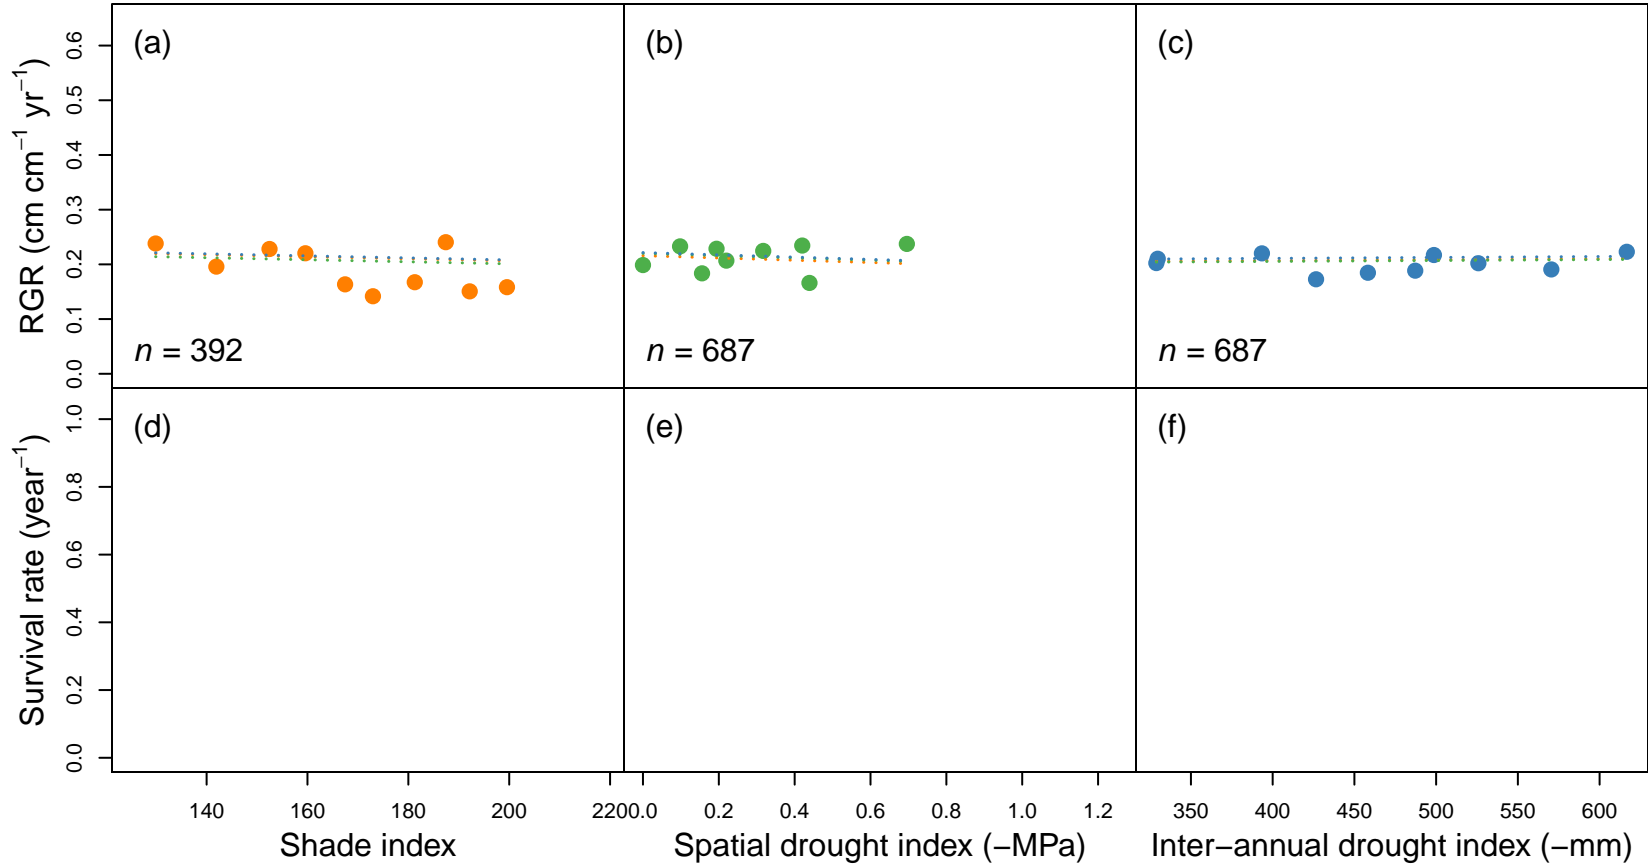 (a)
(b)
(c)
RGR (cm cm⁻¹ yr⁻¹)
0.0 0.1 0.2 0.3 0.4 0.5 0.6
n = 392
n = 687
n = 687
(d)
(e)
(f)
Survival rate (year⁻¹)
0.0 0.2 0.4 0.6 0.8 1.0
140 160 180 200 220
0.0 0.2 0.4 0.6 0.8 1.0 1.2
350 400 450 500 550 600
Shade index
Spatial drought index (−MPa)
Inter−annual drought index (−mm)